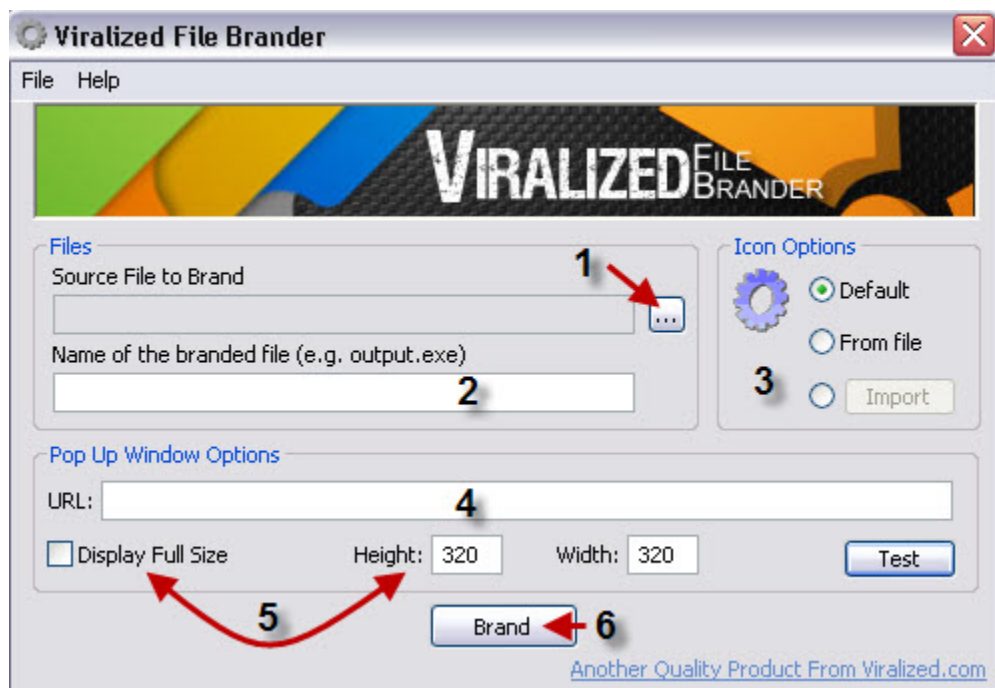 Viralized File Brander
File Help
VIRALIZED FILE BRANDER
Files
Source File to Brand
1
...
Name of the branded file (e.g. output.exe)
2
Icon Options
Default
From file
3
Import
Pop Up Window Options
URL:
4
Display Full Size Height: 320 Width: 320 Test
5
Brand 6
Another Quality Product From Viralized.com